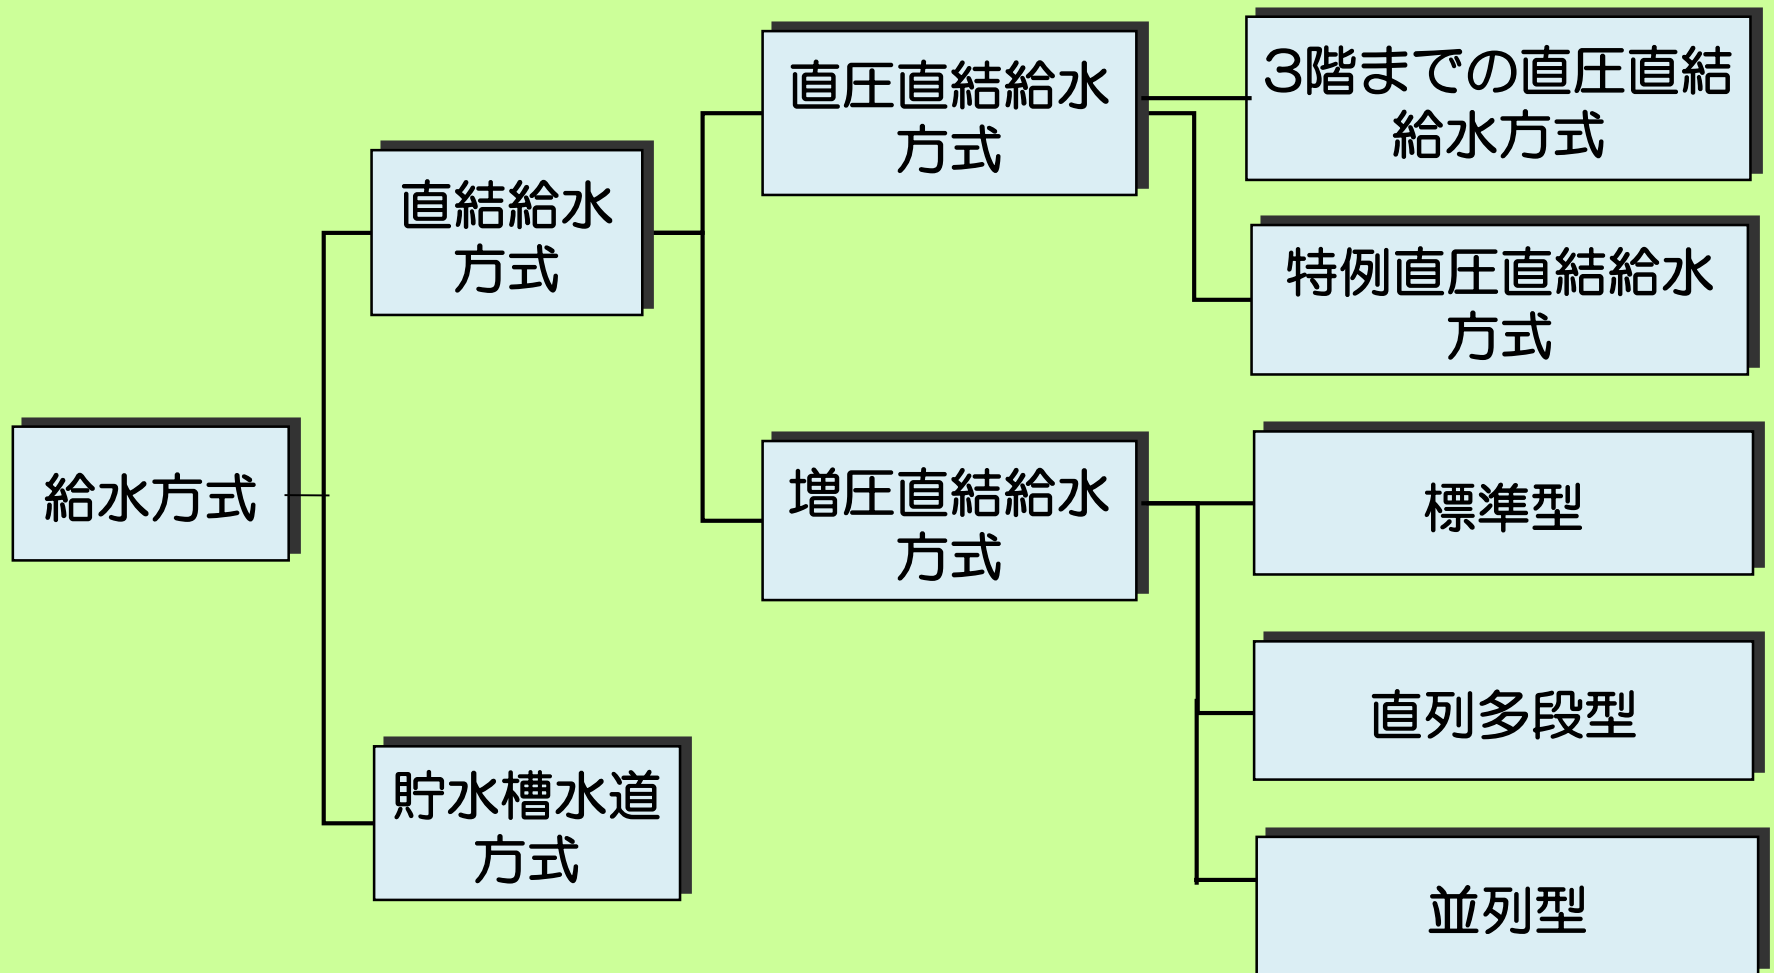 給水方式
直結給水
方式
貯水槽水道
方式
直圧直結給水
方式
増圧直結給水
方式
3階までの直圧直結
給水方式
特例直圧直結給水
方式
標準型
直列多段型
並列型